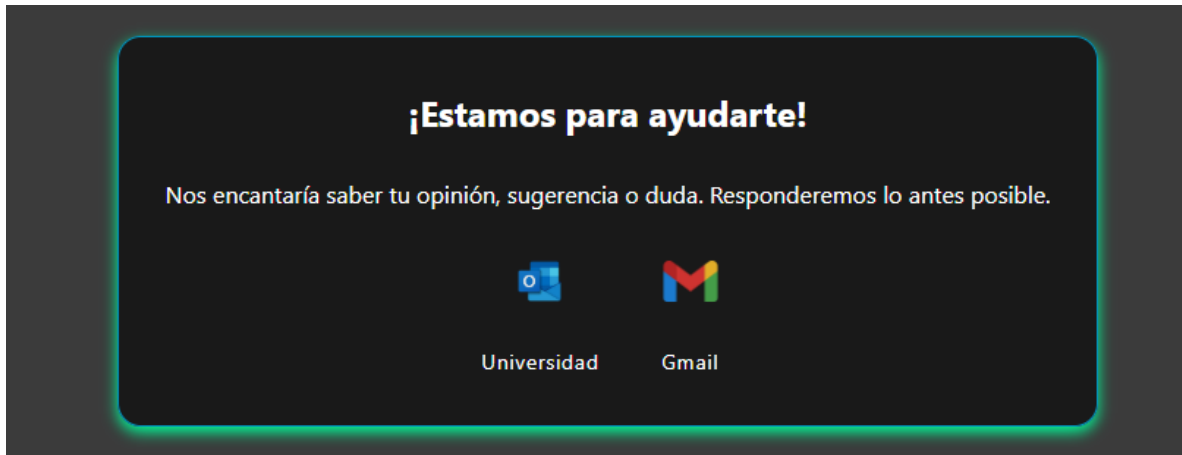 ¡Estamos para ayudarte!
Nos encantaría saber tu opinión, sugerencia o duda. Responderemos lo antes posible.
O
Universidad Gmail